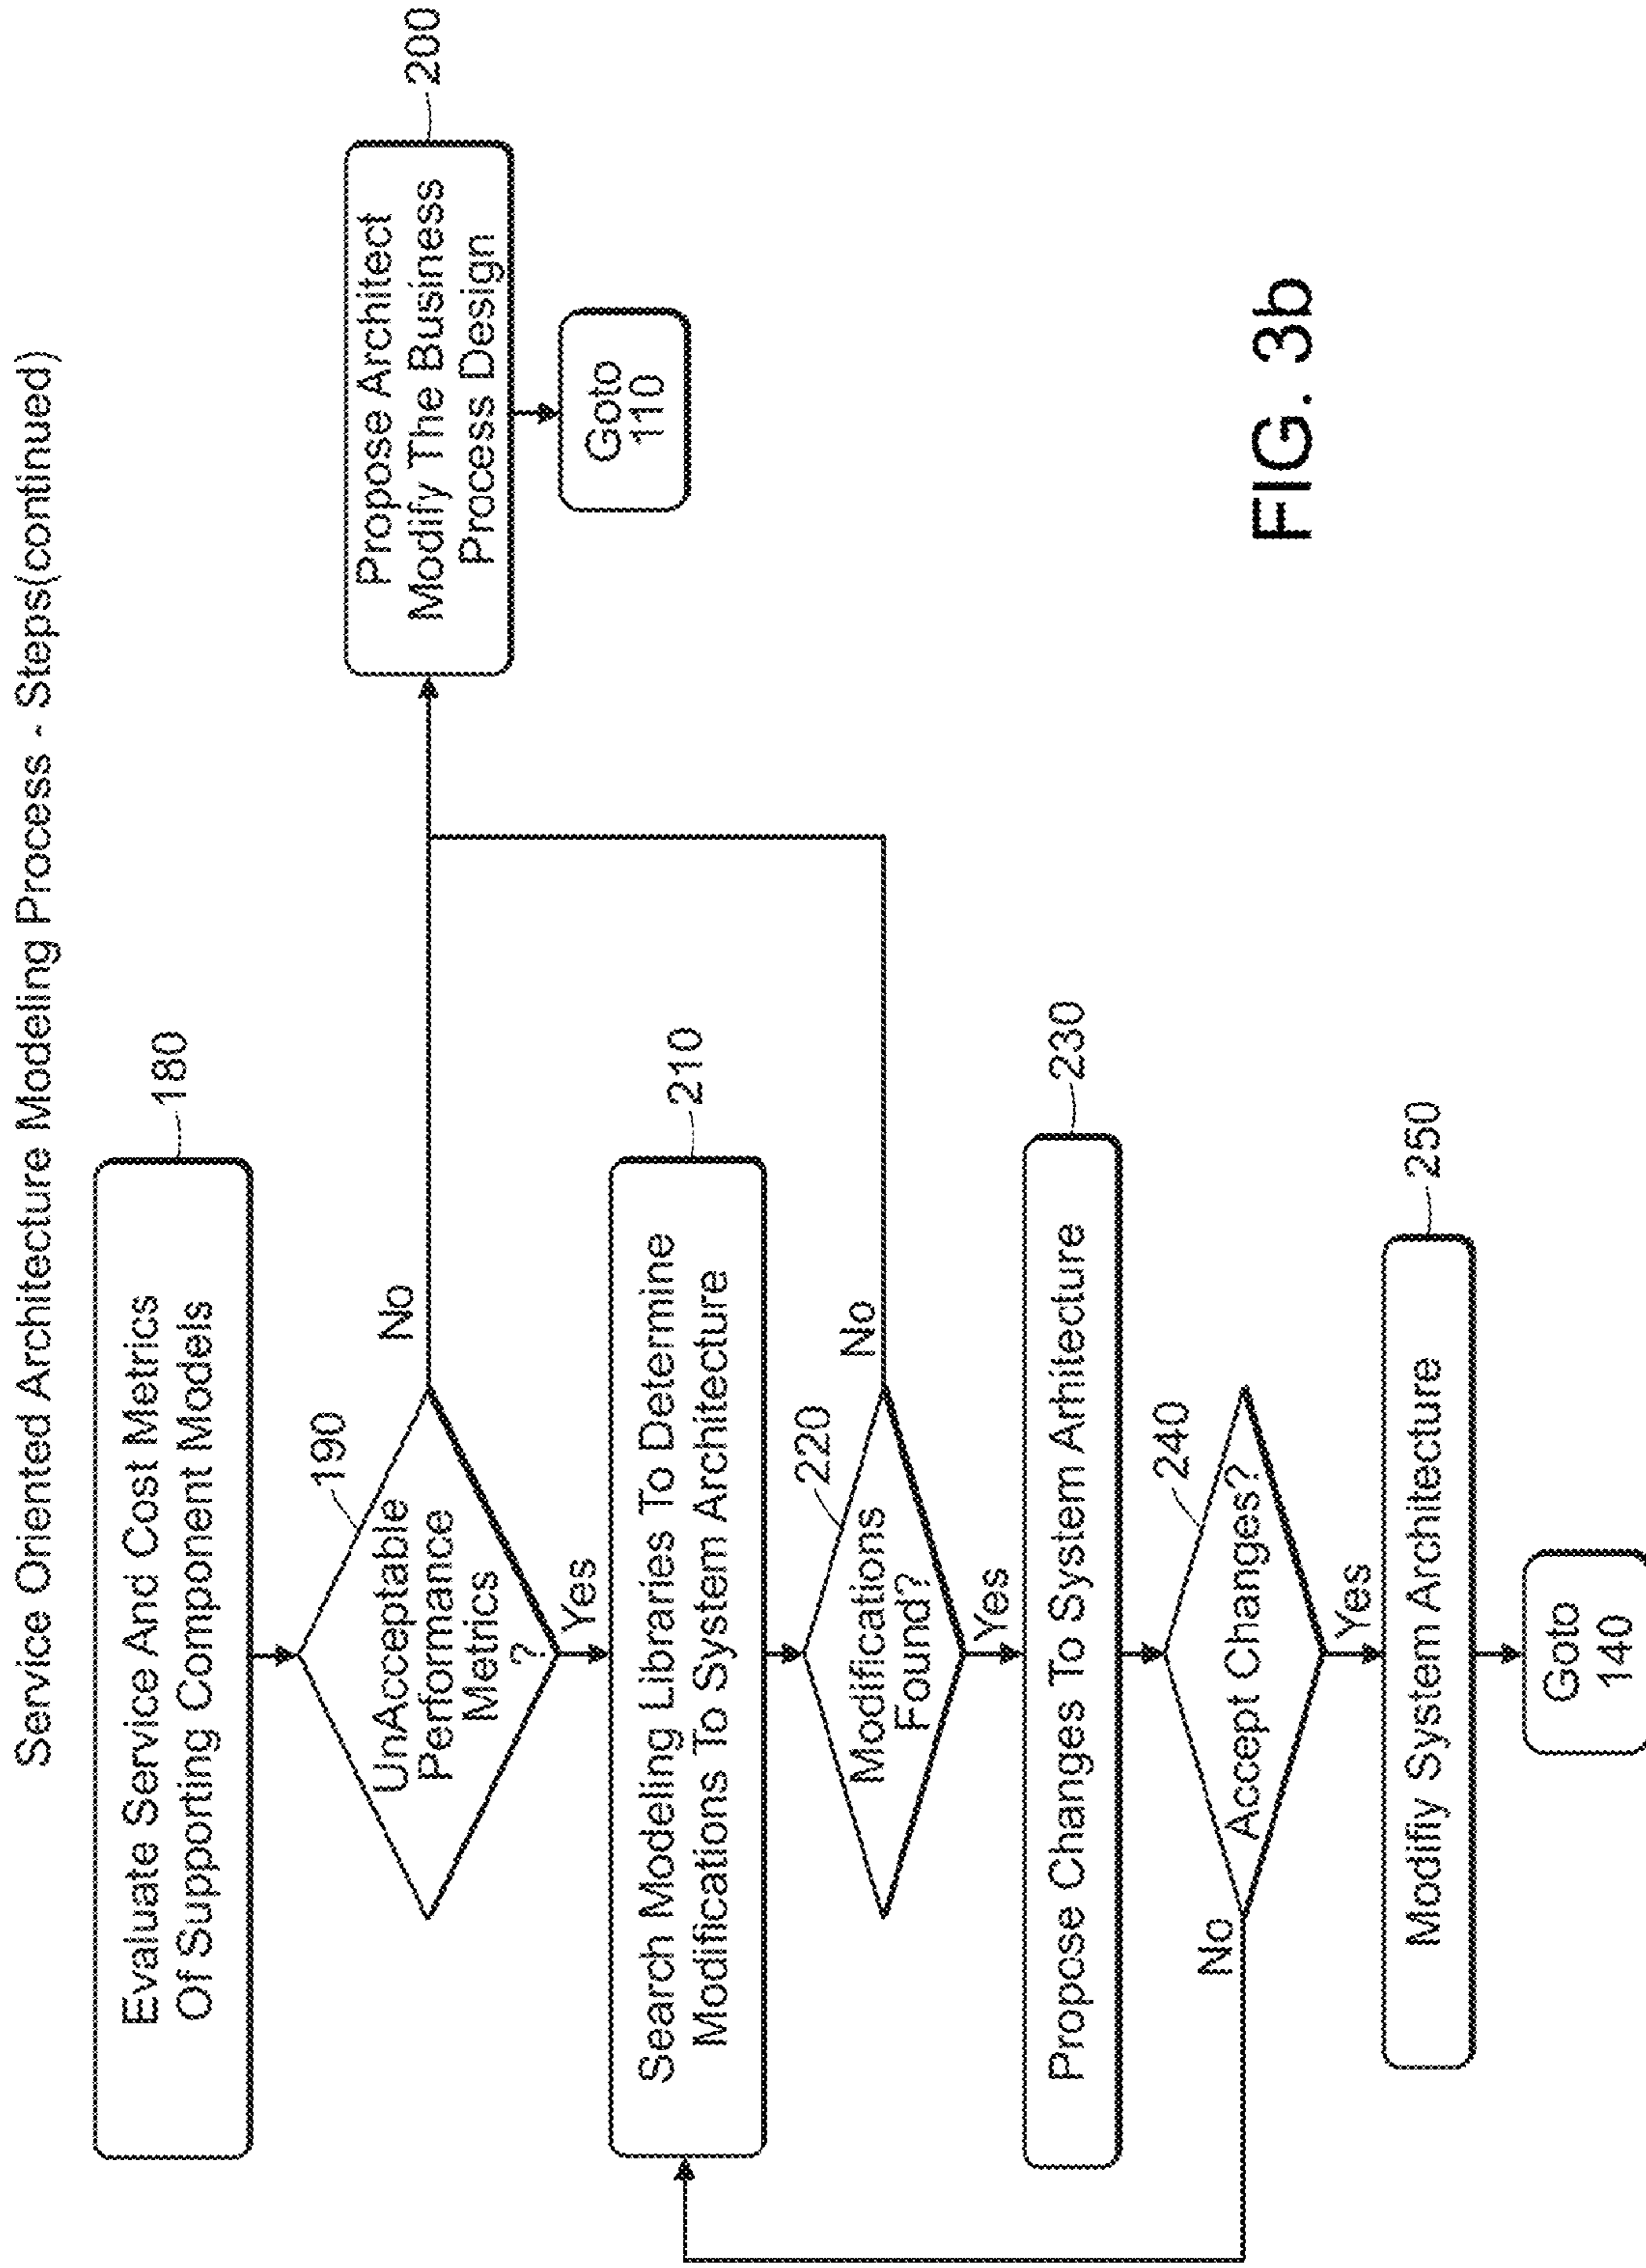 Service Oriented Architecture Modeling Process - Steps(continued)
Evaluate Service And Cost Metrics
Of Supporting Component Models
180
190
UnAcceptable
Performance
Metrics
?
No
Yes
Propose Architect
Modify The Business
Process Design
200
Goto
110
Search Modeling Libraries To Determine
Modifications To System Architecture
210
220
Modifications
Found?
No
Yes
Propose Changes To System Arhitecture
230
240
Accept Changes?
No
Yes
Modifiy System Architecture
250
Goto
140
FIG. 3b